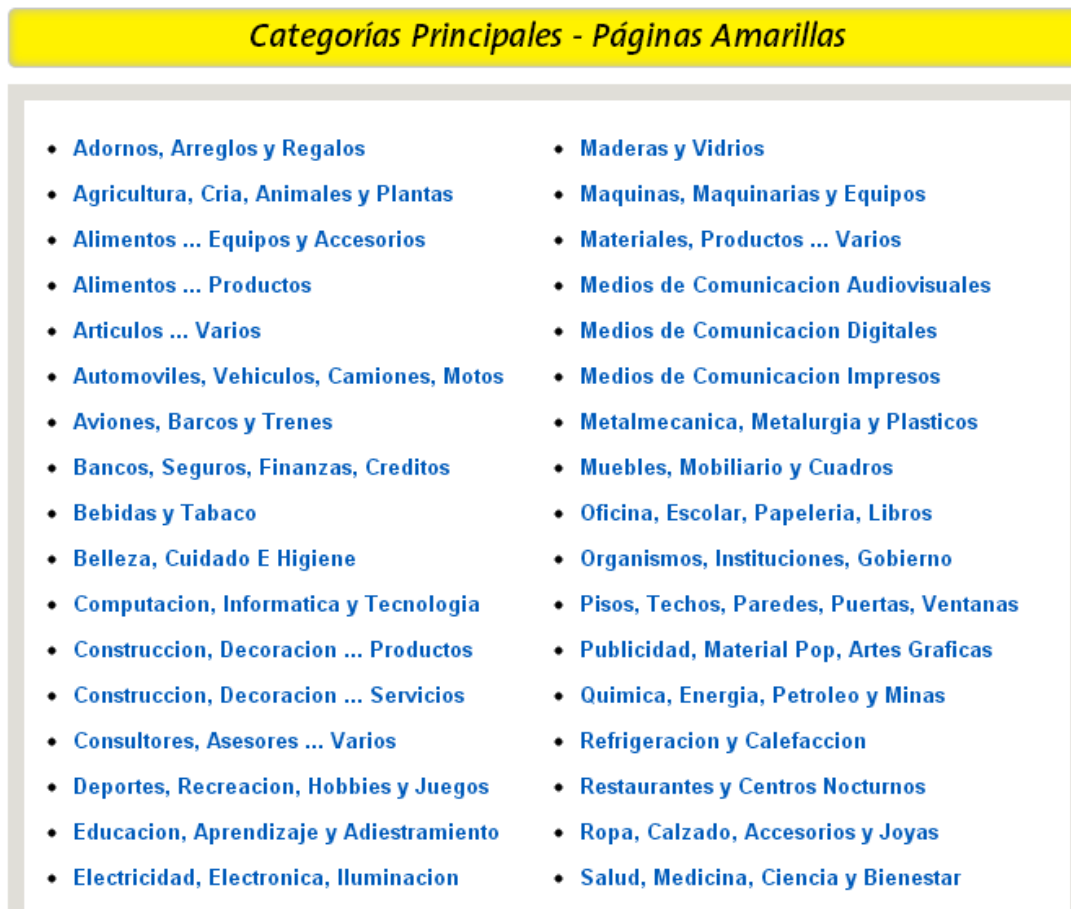 Categorías Principales - Páginas Amarillas
Adornos, Arreglos y Regalos
Agricultura, Cria, Animales y Plantas
Alimentos ... Equipos y Accesorios
Alimentos ... Productos
Articulos ... Varios
Automoviles, Vehiculos, Camiones, Motos
Aviones, Barcos y Trenes
Bancos, Seguros, Finanzas, Creditos
Bebidas y Tabaco
Belleza, Cuidado E Higiene
Computacion, Informatica y Tecnologia
Construccion, Decoracion ... Productos
Construccion, Decoracion ... Servicios
Consultores, Asesores ... Varios
Deportes, Recreacion, Hobbies y Juegos
Educacion, Aprendizaje y Adiestramiento
Electricidad, Electronica, Iluminacion
Maderas y Vidrios
Maquinas, Maquinarias y Equipos
Materiales, Productos ... Varios
Medios de Comunicacion Audiovisuales
Medios de Comunicacion Digitales
Medios de Comunicacion Impresos
Metalmecanica, Metalurgia y Plasticos
Muebles, Mobiliario y Cuadros
Oficina, Escolar, Papeleria, Libros
Organismos, Instituciones, Gobierno
Pisos, Techos, Paredes, Puertas, Ventanas
Publicidad, Material Pop, Artes Graficas
Quimica, Energia, Petroleo y Minas
Refrigeracion y Calefaccion
Restaurantes y Centros Nocturnos
Ropa, Calzado, Accesorios y Joyas
Salud, Medicina, Ciencia y Bienestar